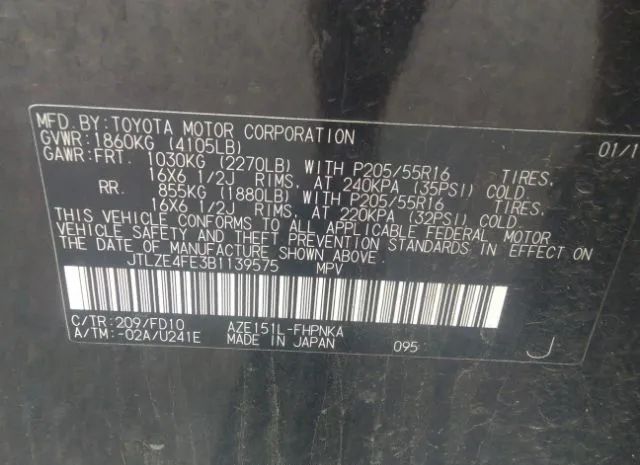 MFD. BY: TOYOTA MOTOR CORPORATION 01/1
GVWR: 1860KG (4105LB)
GAWR: FRT. 1030KG (2270LB) WITH P205/55R16 TIRES,
16X6 1/2J RIMS, AT 240KPA (35PSI) COLD
RR. 855KG (1880LB) WITH P205/55R16 TIRES,
16X6 1/2J RIMS, AT 220KPA (32PSI) COLD
THIS VEHICLE CONFORMS TO ALL APPLICABLE FEDERAL MOTOR
VEHICLE SAFETY AND THEFT PREVENTION STANDARDS IN EFFECT ON
THE DATE OF MANUFACTURE SHOWN ABOVE.
JTLZE4FE3B1139575 MPV
C/TR: 209/FD10 AZE151L-FHPNKA
A/TM: -02A/U241E MADE IN JAPAN 095 J